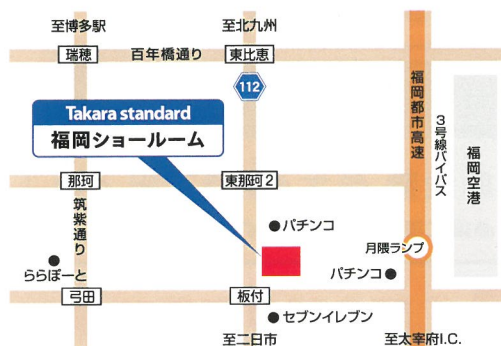 至博多駅
至北九州
瑞穂
百年橋通り
東比恵
112
Takara standard
福岡ショールーム
福岡都市高速
3号線バイパス
福岡空港
那珂
東那珂2
筑紫通り
パチンコ
月隈ランプ
ららぽーと
パチンコ
弓田
板付
セブンイレブン
至二日市
至太宰府I.C.